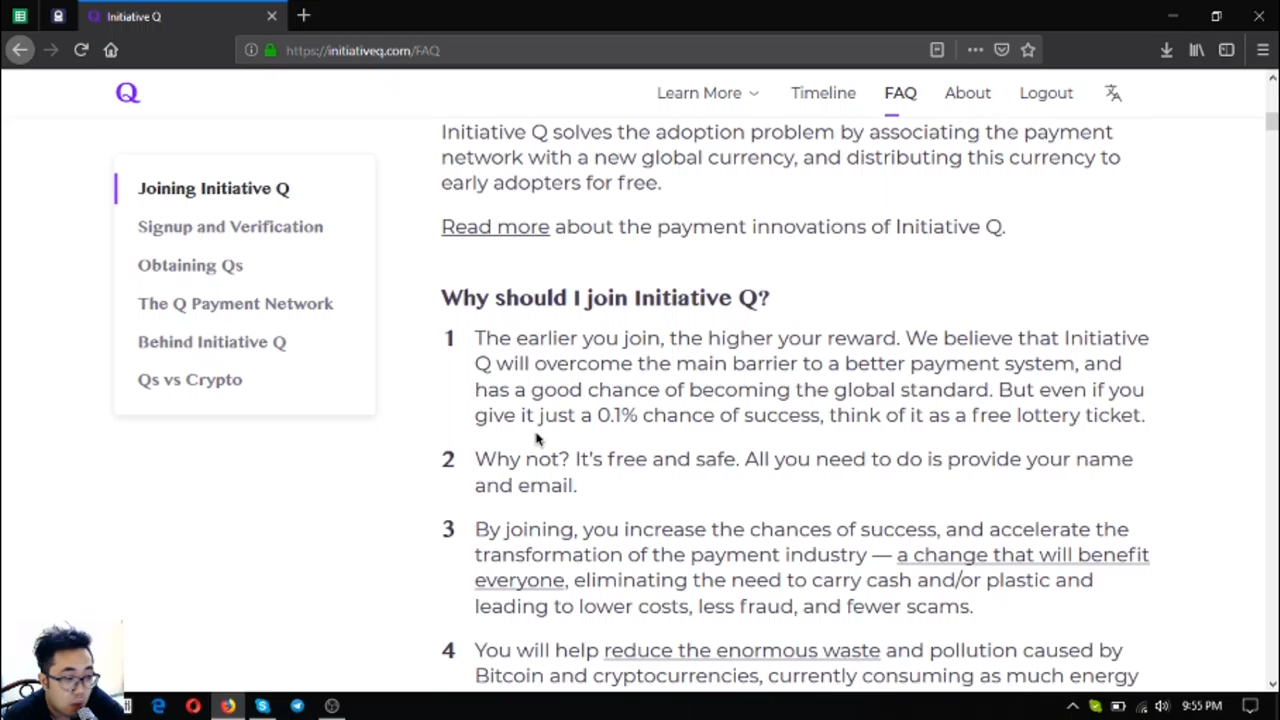 Initiative Q
https://initiativeq.com/FAQ
Q
Learn More
Timeline
FAQ
About
Logout
Joining Initiative Q
Signup and Verification
Obtaining Qs
The Q Payment Network
Behind Initiative Q
Qs vs Crypto
Initiative Q solves the adoption problem by associating the payment
network with a new global currency, and distributing this currency to
early adopters for free.
Read more about the payment innovations of Initiative Q.
Why should I join Initiative Q?
1 The earlier you join, the higher your reward. We believe that Initiative
Q will overcome the main barrier to a better payment system, and
has a good chance of becoming the global standard. But even if you
give it just a 0.1% chance of success, think of it as a free lottery ticket.
2 Why not? It's free and safe. All you need to do is provide your name
and email.
3 By joining, you increase the chances of success, and accelerate the
transformation of the payment industry — a change that will benefit
everyone, eliminating the need to carry cash and/or plastic and
leading to lower costs, less fraud, and fewer scams.
4 You will help reduce the enormous waste and pollution caused by
Bitcoin and cryptocurrencies, currently consuming as much energy
9:55 PM